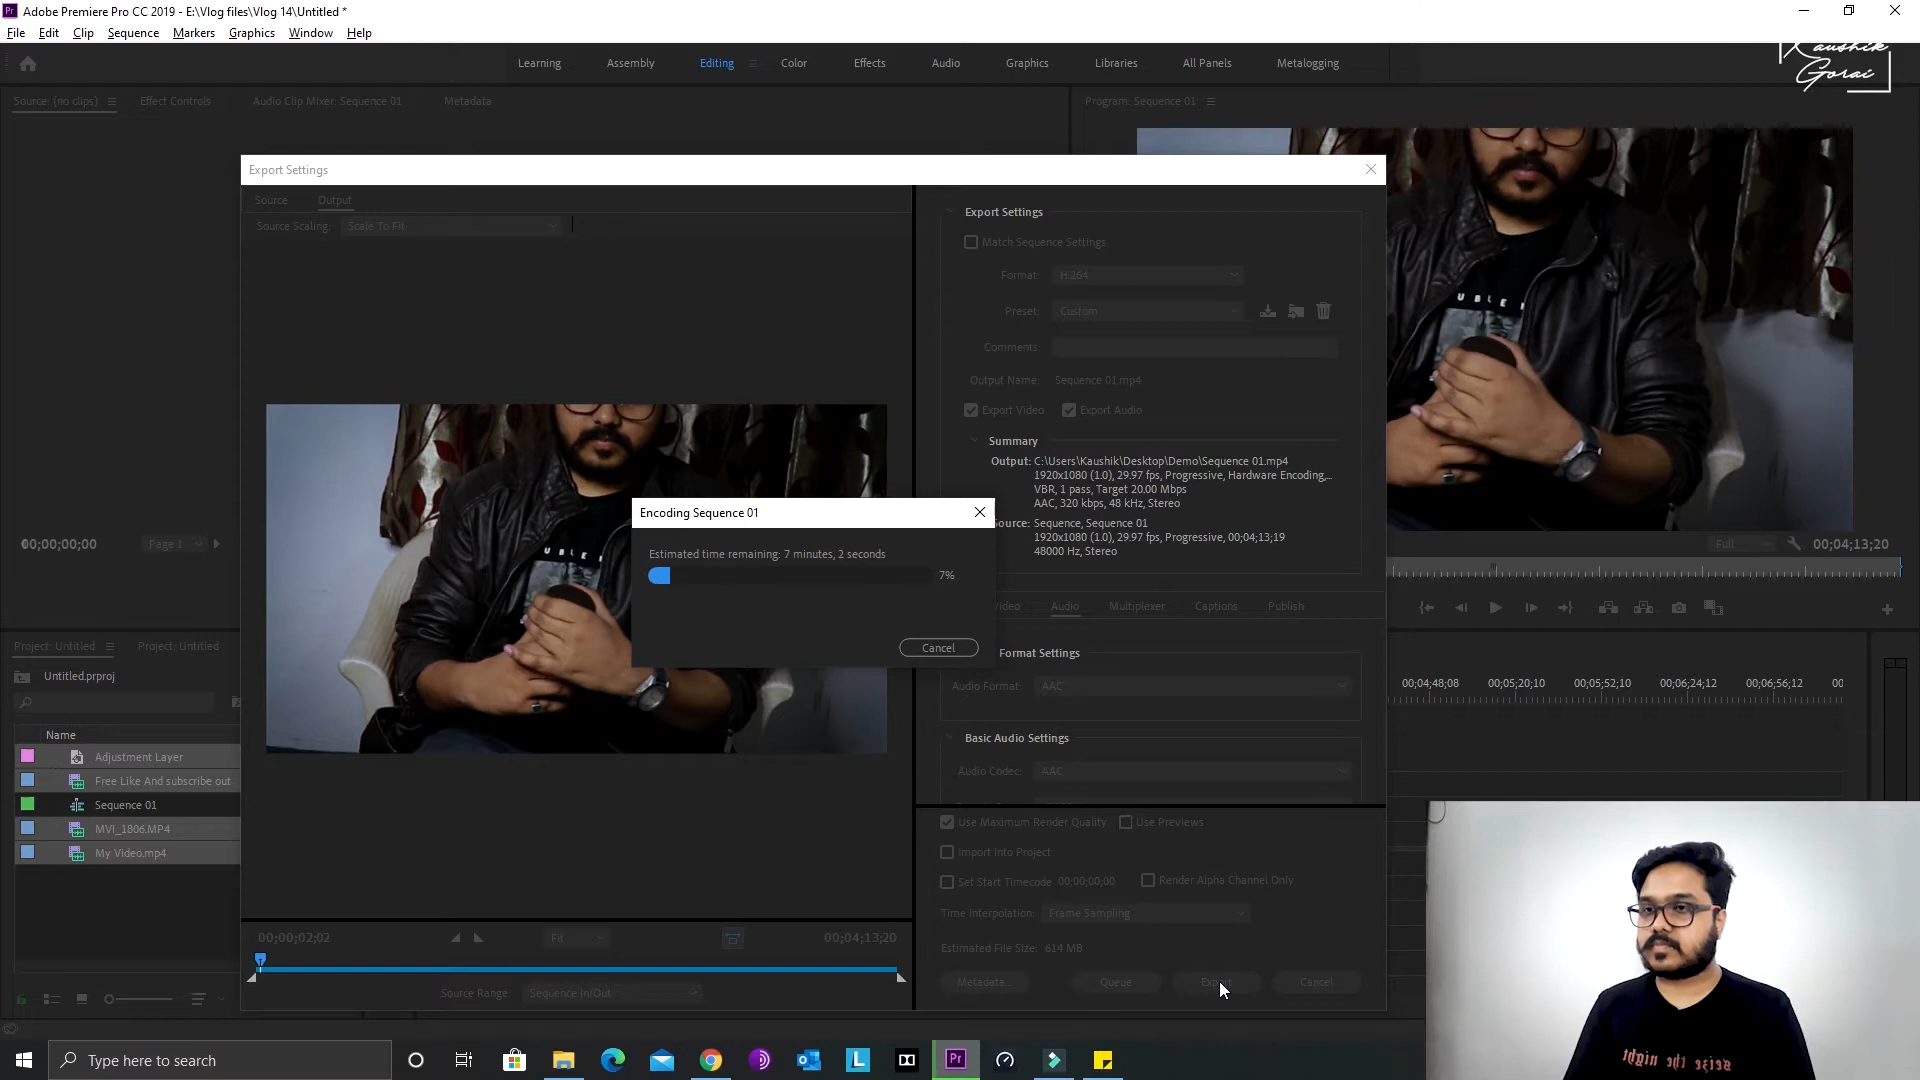 Adobe Premiere Pro CC 2019 - E:\Vlog files\Vlog 14\Untitled *
File Edit Clip Sequence Markers Graphics Window Help
Kaushik
Gorai
Learning Assembly Editing Color Effects Audio Graphics Libraries All Panels Metalogging
Source: (no clips) Effect Controls Audio Clip Mixer: Sequence 01 Metadata
Program: Sequence 01
Export Settings
Source Output
Source Scaling: Scale To Fit
Export Settings
Match Sequence Settings
Format: H.264
Preset: Custom
Comments:
Output Name: Sequence 01.mp4
Export Video Export Audio
Summary
Output: C:\Users\Kaushik\Desktop\Demo\Sequence 01.mp4
1920x1080 (1.0), 29.97 fps, Progressive, Hardware Encoding,...
VBR, 1 pass, Target 20.00 Mbps
AAC, 320 kbps, 48 kHz, Stereo
ource: Sequence, Sequence 01
1920x1080 (1.0), 29.97 fps, Progressive, 00;04;13;19
48000 Hz, Stereo
Encoding Sequence 01
Estimated time remaining: 7 minutes, 2 seconds
7%
Cancel
ideo Audio Multiplexer Captions Publish
Format Settings
Audio Format: AAC
Basic Audio Settings
Audio Codec: AAC
Use Maximum Render Quality Use Previews
Import Into Project
Set Start Timecode 00;00;00;00 Render Alpha Channel Only
Time Interpolation: Frame Sampling
Estimated File Size: 614 MB
Metadata... Queue Export Cancel
00;00;02;02 Fit 00;04;13;20
Source Range: Sequence In/Out
00;00;00;00 Page 1
Full 00;04;13;20
Project: Untitled Project: Untitled
Untitled.prproj
Name
Adjustment Layer
Free Like And subscribe out
Sequence 01
MVI_1806.MP4
My Video.mp4
00;04;48;08 00;05;20;10 00;05;52;10 00;06;24;12 00;06;56;12 00
seize the night
Type here to search